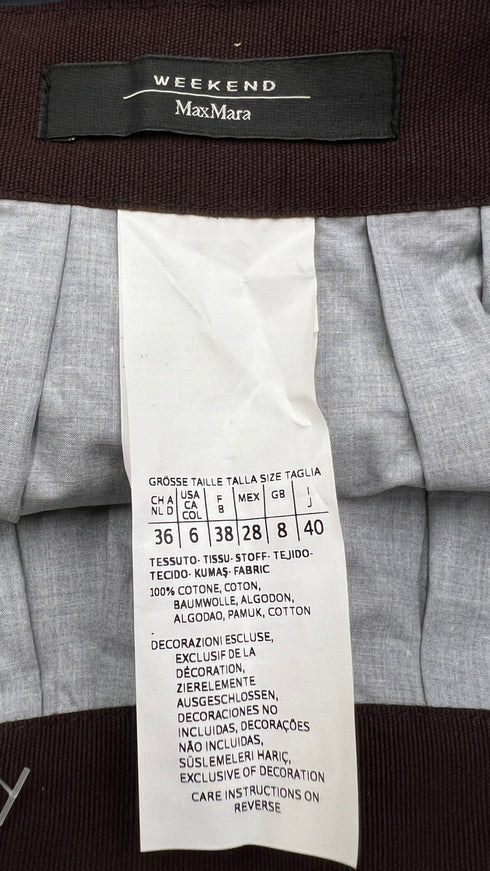 WEEKEND
MaxMara
GRÖSSE TAILLE TALLA SIZE TAGLIA
CH A NL D USA CA COL F B MEX GB I J
36 6 38 28 8 40
TESSUTO- TISSU- STOFF- TEJIDO-
TECIDO- KUMAŞ- FABRIC
100% COTONE, COTON,
BAUMWOLLE, ALGODON,
ALGODAO, PAMUK, COTTON
DECORAZIONI ESCLUSE,
EXCLUSIF DE LA
DÉCORATION,
ZIERELEMENTE
AUSGESCHLOSSEN,
DECORACIONES NO
INCLUIDAS, DECORAÇÕES
NÃO INCLUIDAS,
SÜSLEMELERI HARIÇ,
EXCLUSIVE OF DECORATION
CARE INSTRUCTIONS ON
REVERSE